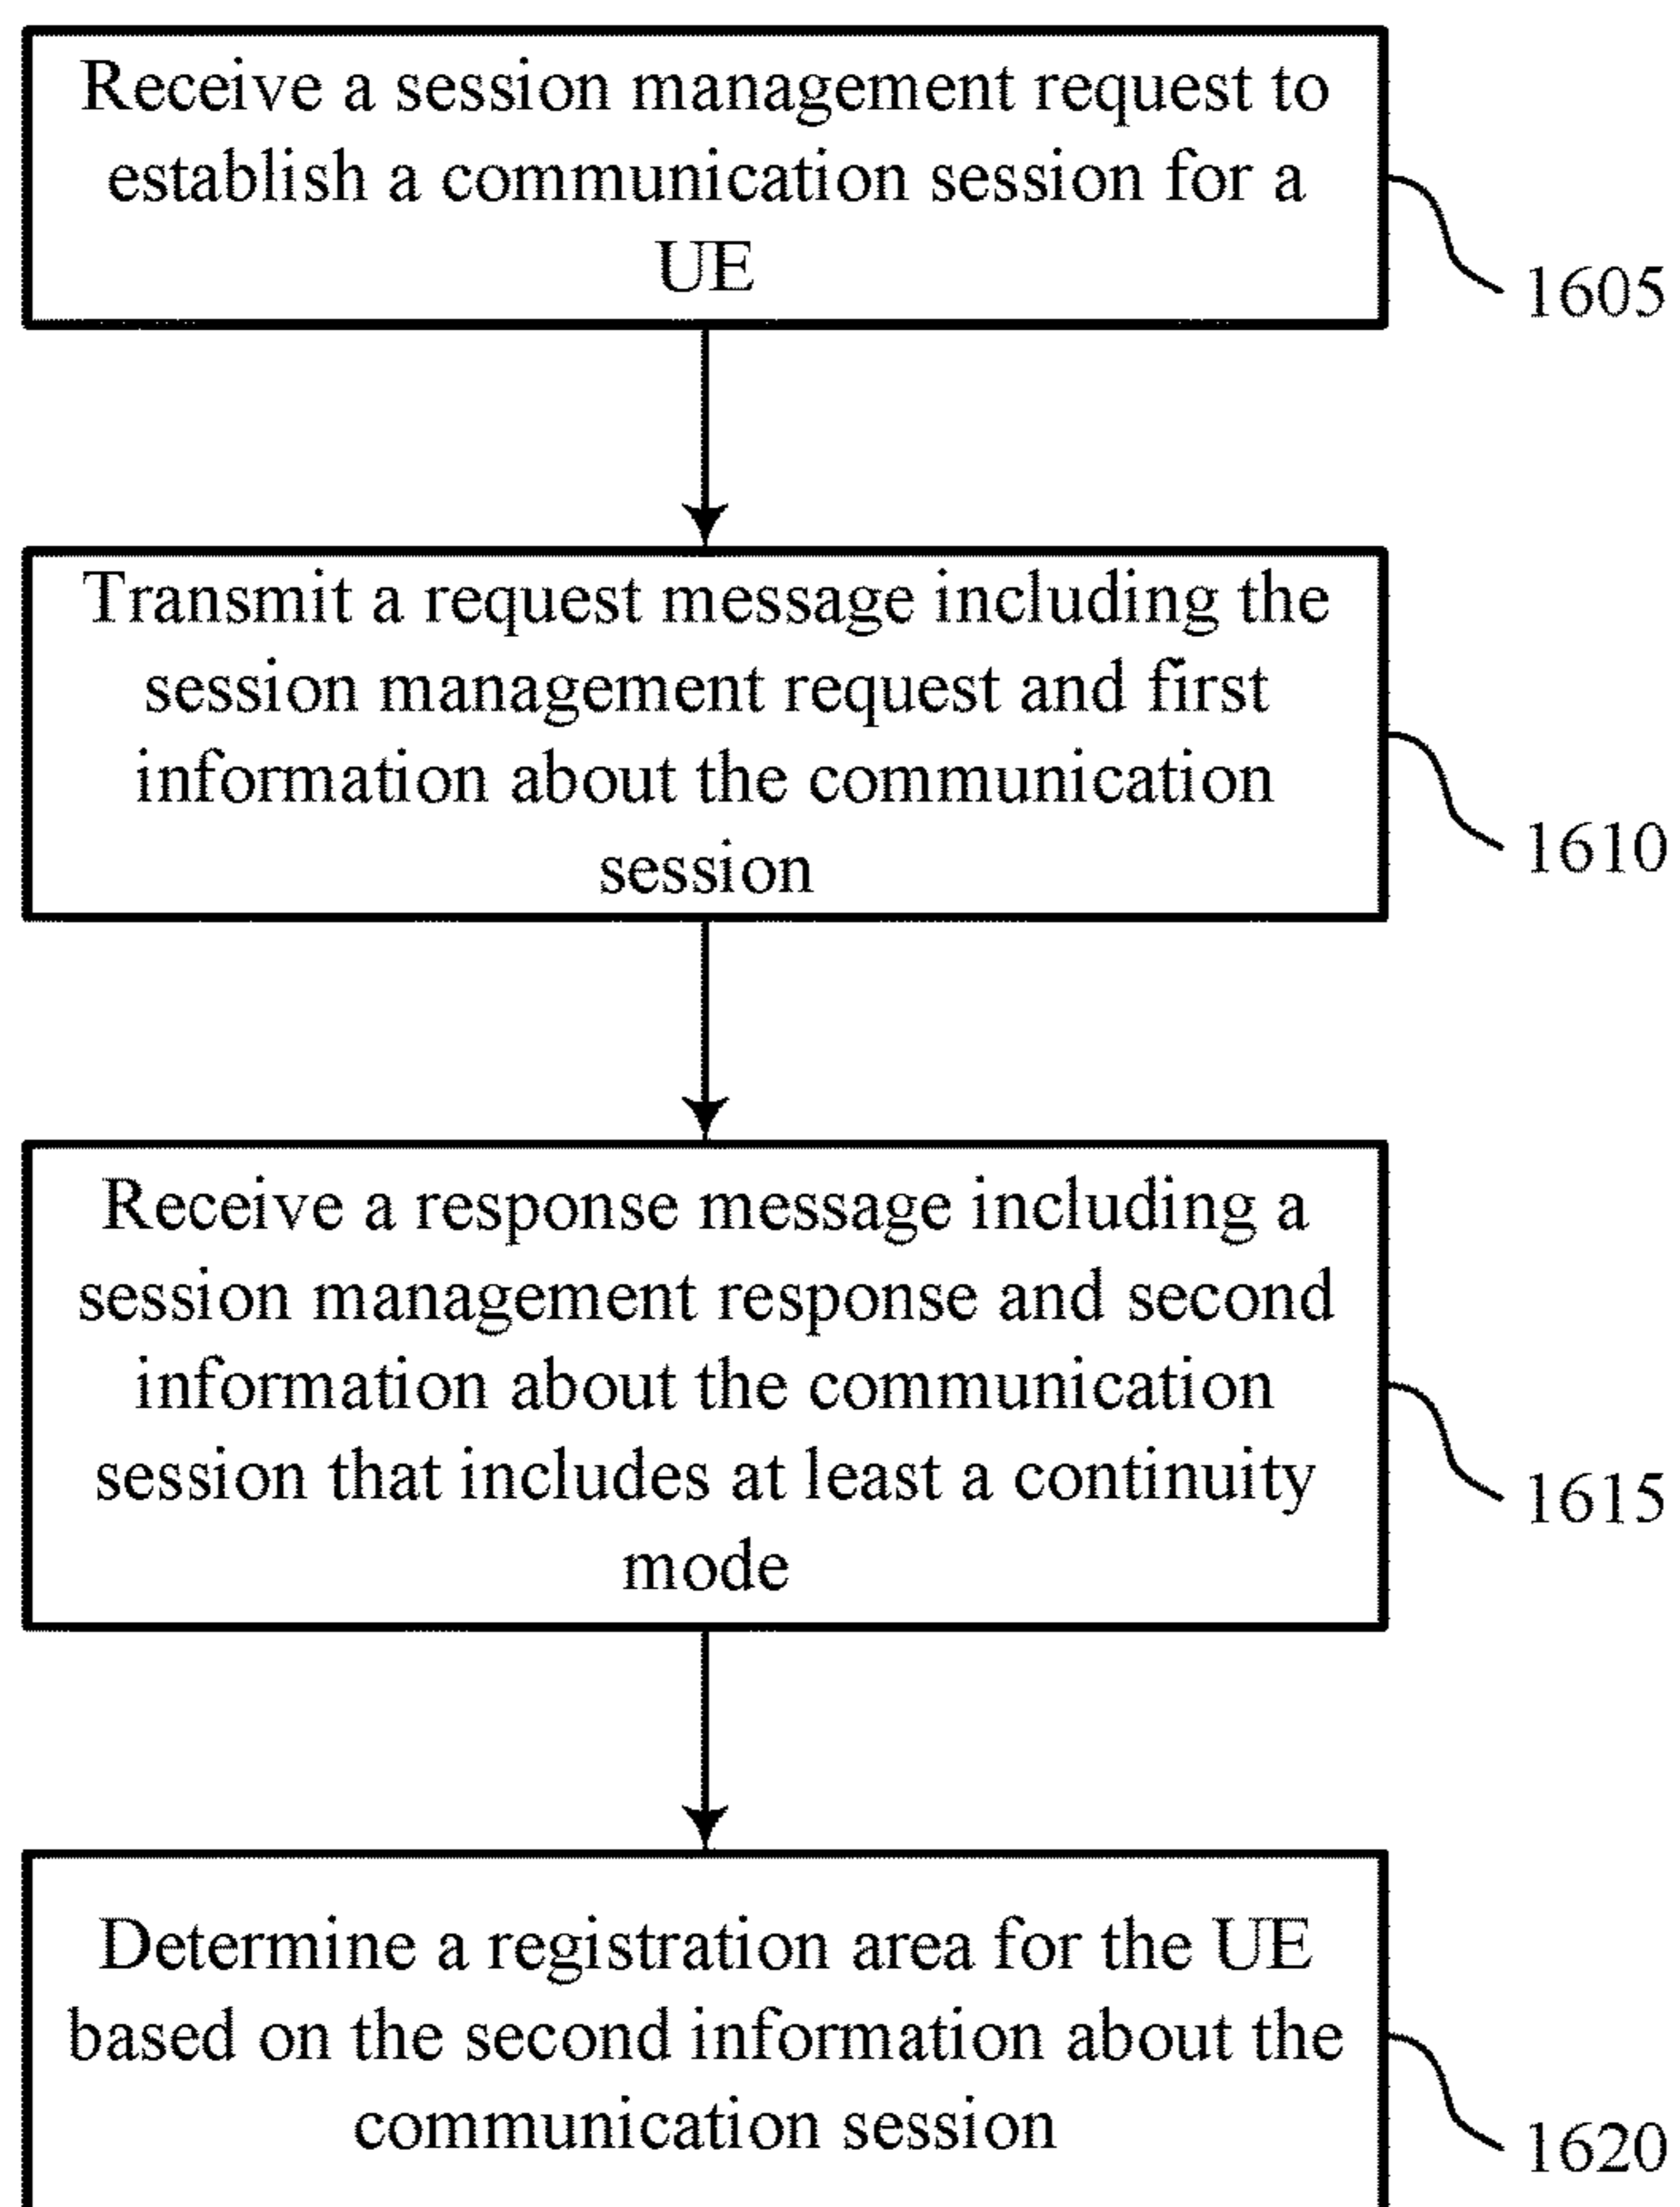 Receive a session management request to
establish a communication session for a
UE
1605
Transmit a request message including the
session management request and first
information about the communication
session
1610
Receive a response message including a
session management response and second
information about the communication
session that includes at least a continuity
mode
1615
Determine a registration area for the UE
based on the second information about the
communication session
1620